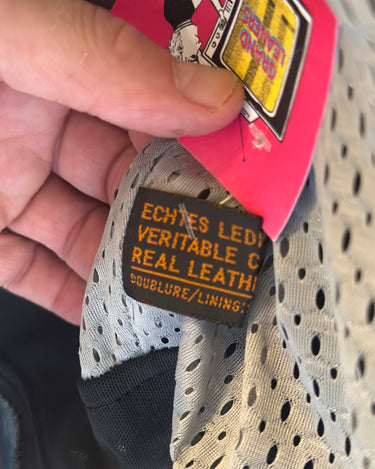 ECHTES LED
VERITABLE C
REAL LEATH
DOUBLURE/LINING: